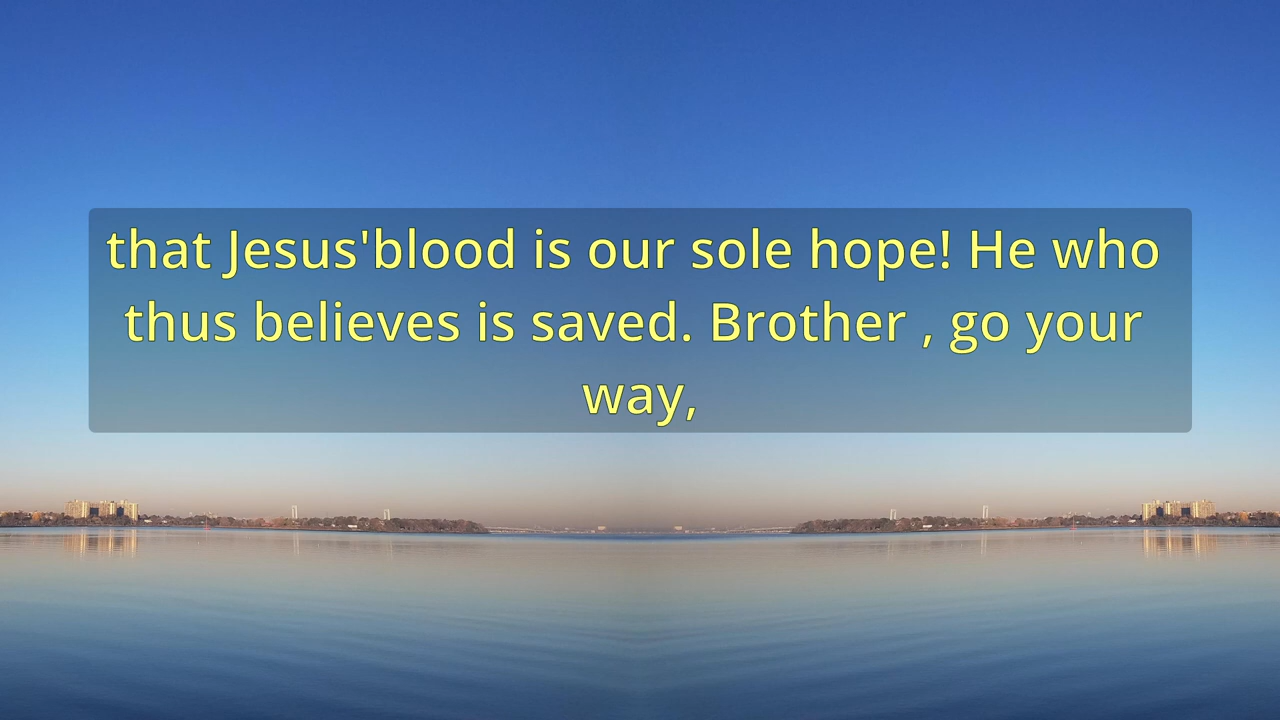 that Jesus'blood is our sole hope! He who
thus believes is saved. Brother , go your
way,